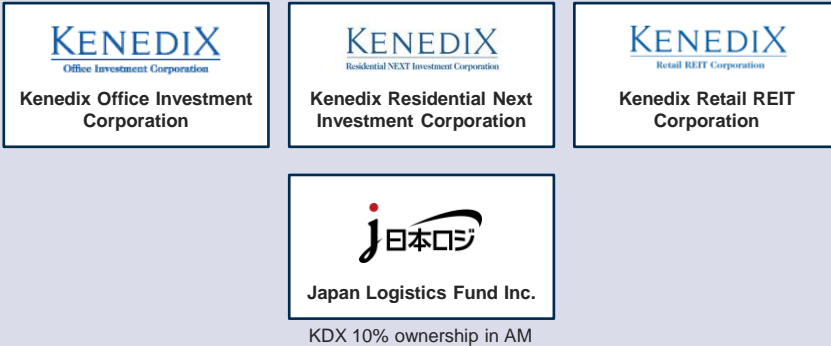 KENEDIX
Office Investment Corporation
Kenedix Office Investment
Corporation
KENEDIX
Residential NEXT Investment Corporation
Kenedix Residential Next
Investment Corporation
KENEDIX
Retail REIT Corporation
Kenedix Retail REIT
Corporation
j日本ロジ
Japan Logistics Fund Inc.
KDX 10% ownership in AM